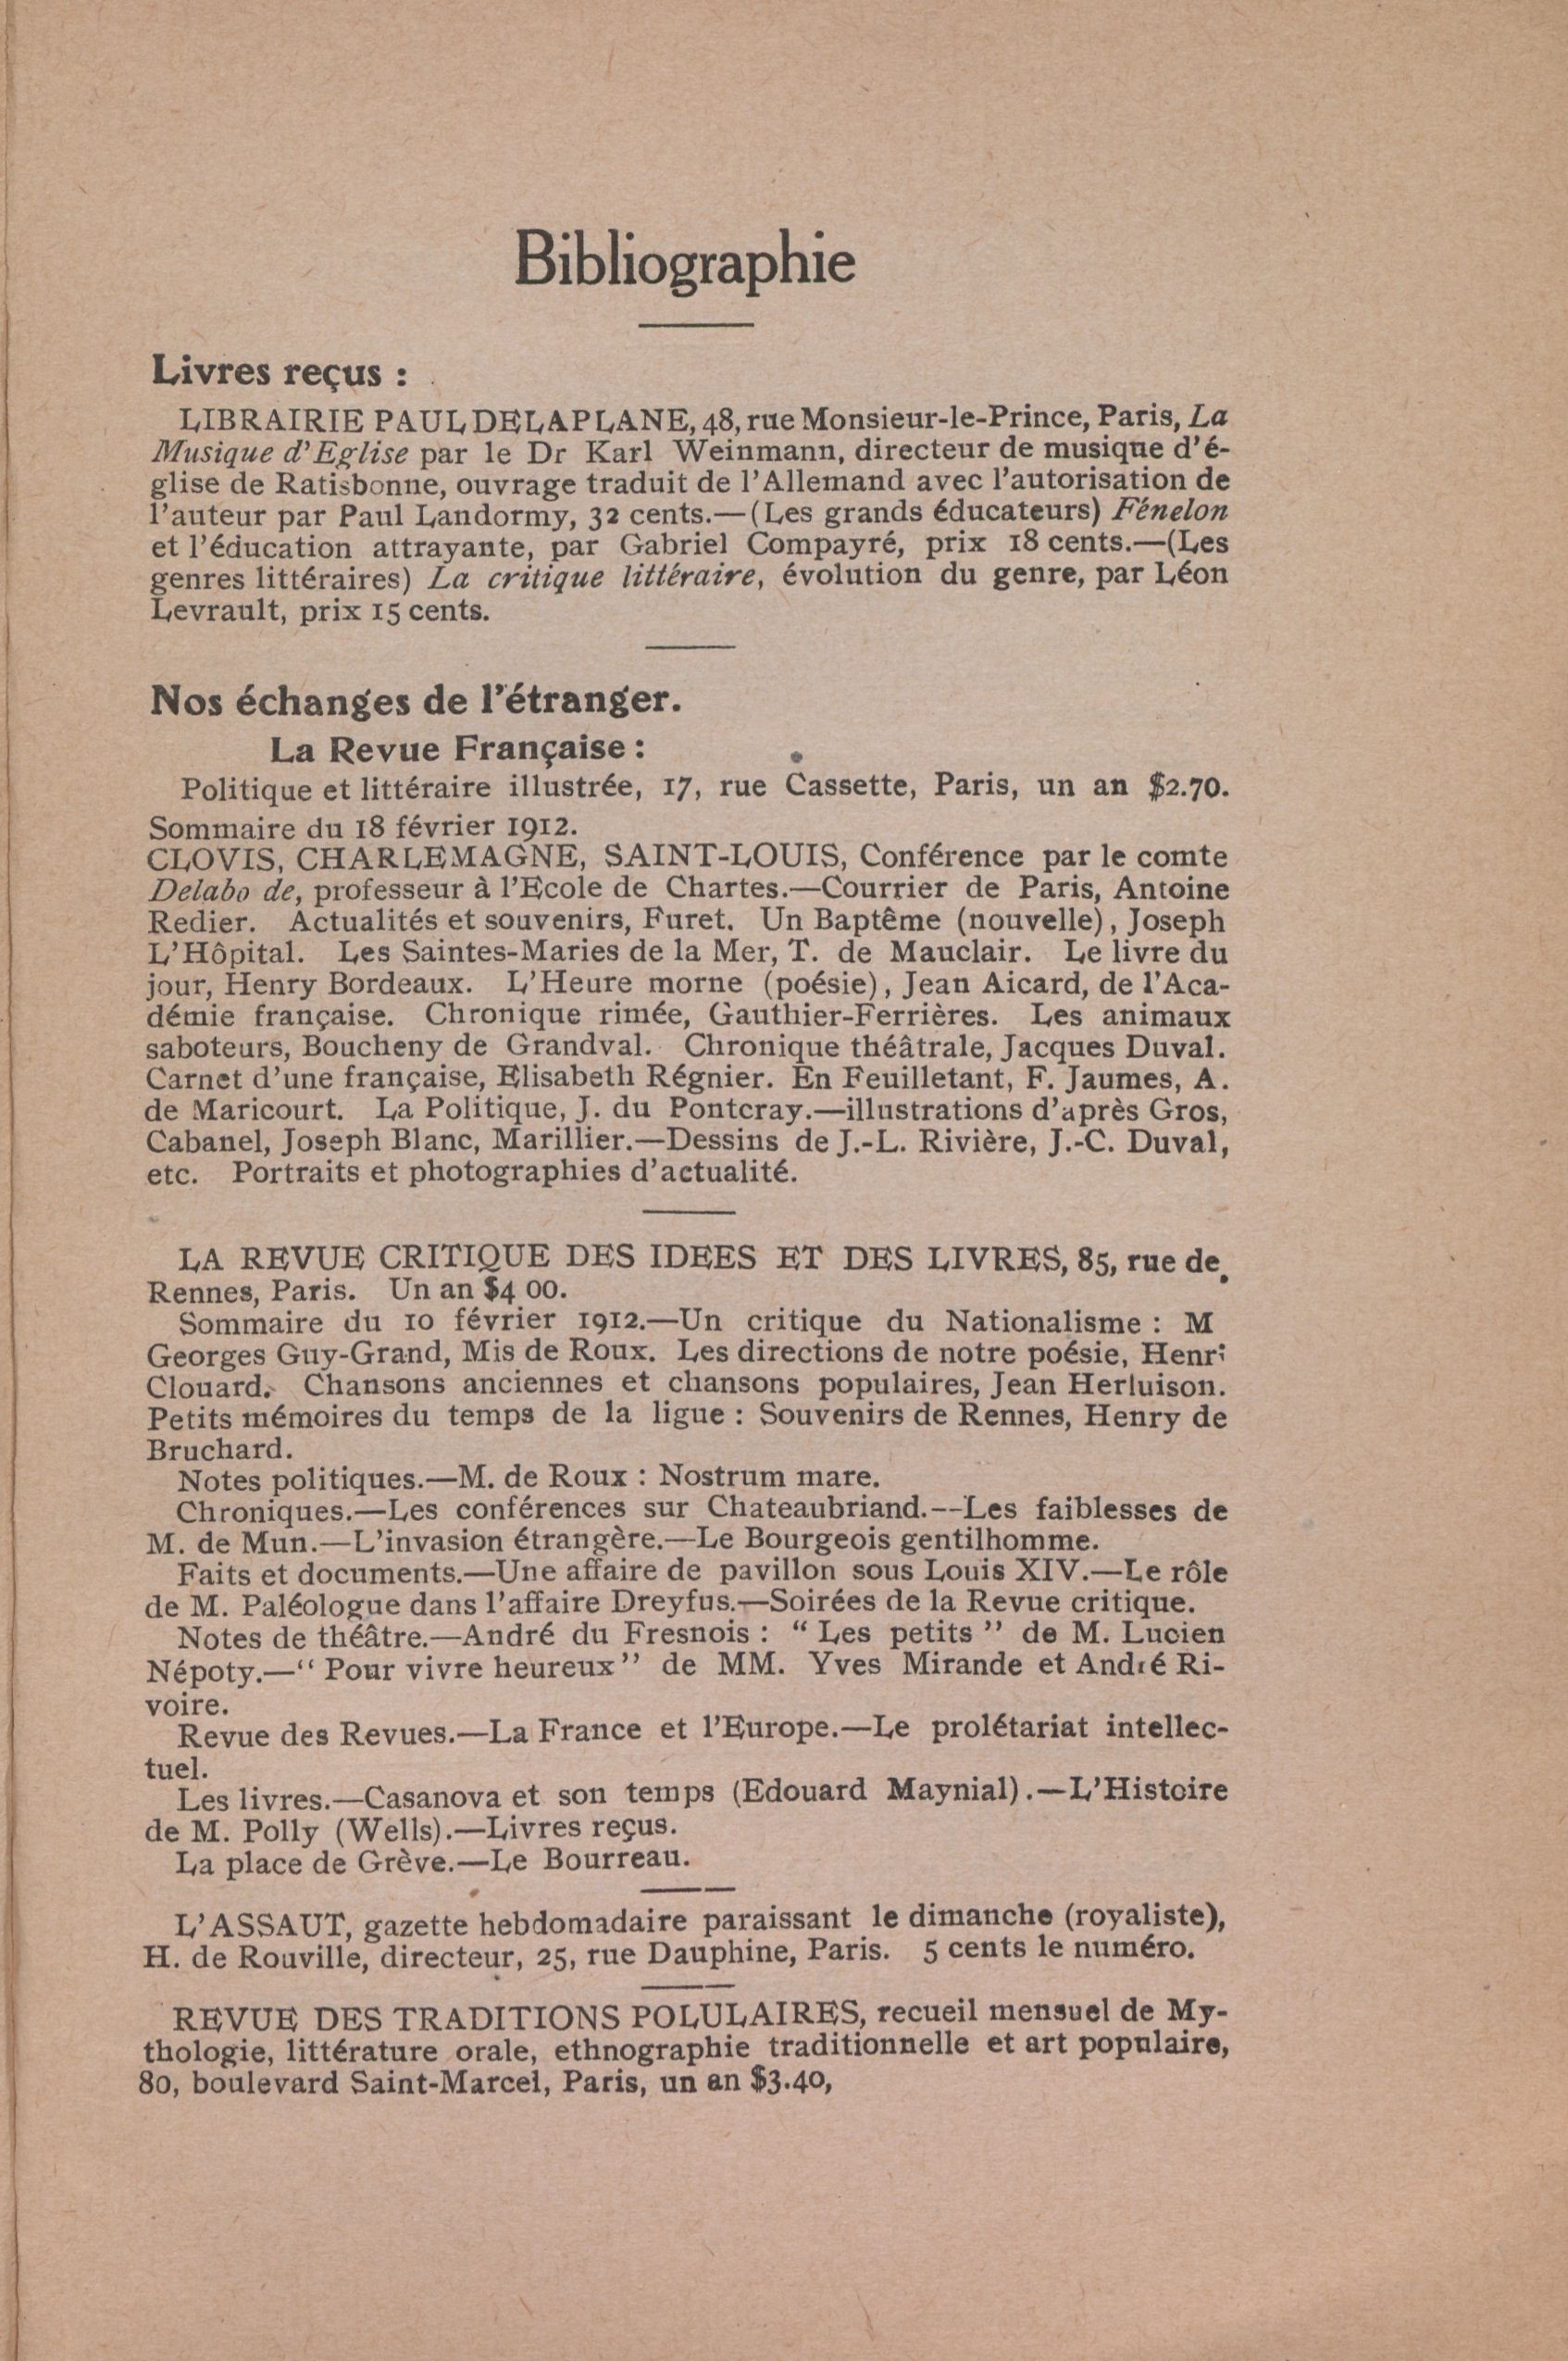 Bibliographie
Livres reçus :
LIBRAIRIE PAUL DELAPLANE, 48, rue Monsieur-le-Prince, Paris, La
Musique d'Eglise par le Dr Karl Weinmann, directeur de musique d'é-
glise de Ratisbonne, ouvrage traduit de l'Allemand avec l'autorisation de
l'auteur par Paul Landormy, 32 cents.—(Les grands éducateurs) Fénelon
et l'éducation attrayante, par Gabriel Compayré, prix 18 cents.—(Les
genres littéraires) La critique littéraire, évolution du genre, par Léon
Levrault, prix 15 cents.
Nos échanges de l'étranger.
La Revue Française :
Politique et littéraire illustrée, 17, rue Cassette, Paris, un an $2.70.
Sommaire du 18 février 1912.
CLOVIS, CHARLEMAGNE, SAINT-LOUIS, Conférence par le comte
Delabo de, professeur à l'Ecole de Chartes.—Courrier de Paris, Antoine
Redier. Actualités et souvenirs, Furet. Un Baptême (nouvelle), Joseph
L'Hôpital. Les Saintes-Maries de la Mer, T. de Mauclair. Le livre du
jour, Henry Bordeaux. L'Heure morne (poésie), Jean Aicard, de l'Aca-
démie française. Chronique rimée, Gauthier-Ferrières. Les animaux
saboteurs, Boucheny de Grandval. Chronique théâtrale, Jacques Duval.
Carnet d'une française, Elisabeth Régnier. En Feuilletant, F. Jaumes, A.
de Maricourt. La Politique, J. du Pontcray.—illustrations d'après Gros,
Cabanel, Joseph Blanc, Marillier.—Dessins de J.-L. Rivière, J.-C. Duval,
etc. Portraits et photographies d'actualité.
LA REVUE CRITIQUE DES IDEES ET DES LIVRES, 85, rue de
Rennes, Paris. Un an $4 00.
Sommaire du 10 février 1912.—Un critique du Nationalisme : M
Georges Guy-Grand, Mis de Roux. Les directions de notre poésie, Henri
Clouard. Chansons anciennes et chansons populaires, Jean Herluison.
Petits mémoires du temps de la ligue : Souvenirs de Rennes, Henry de
Bruchard.
Notes politiques.—M. de Roux : Nostrum mare.
Chroniques.—Les conférences sur Chateaubriand.--Les faiblesses de
M. de Mun.—L'invasion étrangère.—Le Bourgeois gentilhomme.
Faits et documents.—Une affaire de pavillon sous Louis XIV.—Le rôle
de M. Paléologue dans l'affaire Dreyfus.—Soirées de la Revue critique.
Notes de théâtre.—André du Fresnois : “ Les petits ” de M. Lucien
Népoty.—“ Pour vivre heureux ” de MM. Yves Mirande et André Ri-
voire.
Revue des Revues.—La France et l'Europe.—Le prolétariat intellec-
tuel.
Les livres.—Casanova et son temps (Edouard Maynial).—L'Histoire
de M. Polly (Wells).—Livres reçus.
La place de Grève.—Le Bourreau.
L'ASSAUT, gazette hebdomadaire paraissant le dimanche (royaliste),
H. de Rouville, directeur, 25, rue Dauphine, Paris. 5 cents le numéro.
REVUE DES TRADITIONS POLULAIRES, recueil mensuel de My-
thologie, littérature orale, ethnographie traditionnelle et art populaire,
80, boulevard Saint-Marcel, Paris, un an $3.40,